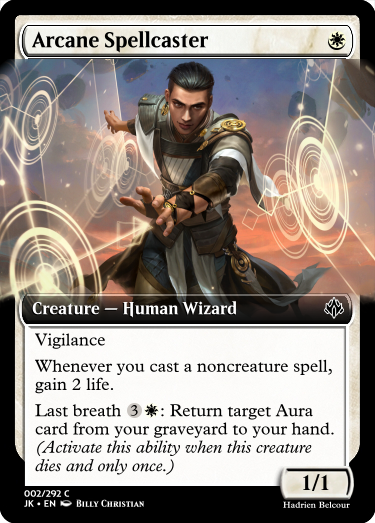 Arcane Spellcaster
Creature — Human Wizard
Vigilance
Whenever you cast a noncreature spell,
gain 2 life.
Last breath 3: Return target Aura
card from your graveyard to your hand.
(Activate this ability when this creature
dies and only once.)
1/1
002/292 C
JK • EN Billy Christian
Hadrien Belcour